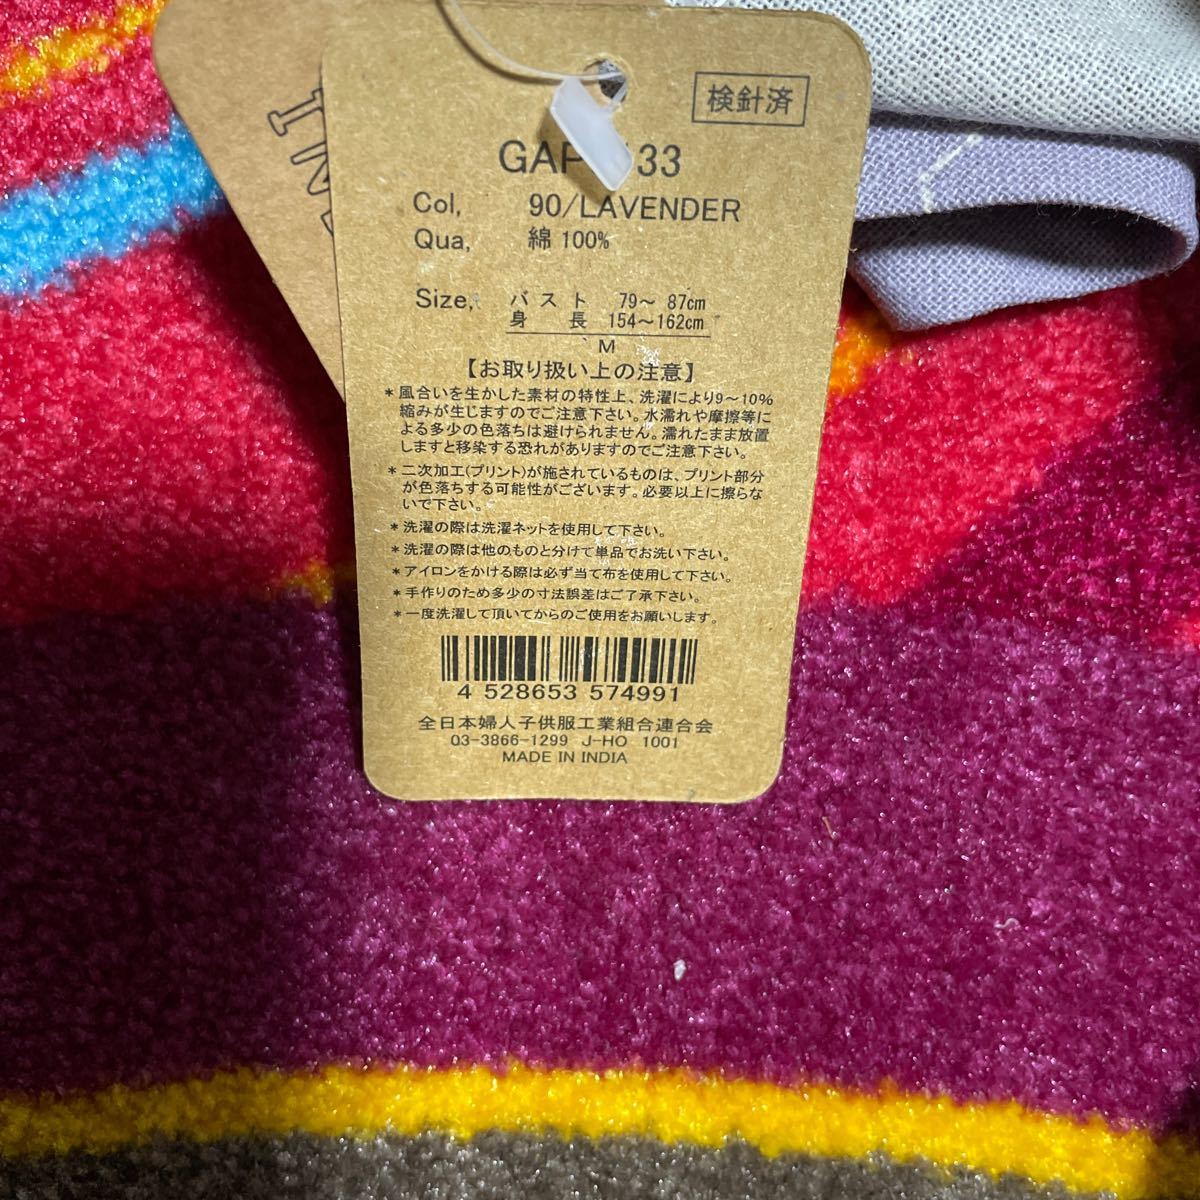 検針済
GAP 33
Col, 90/LAVENDER
Qua, 綿 100%
Size, バスト 79～ 87cm
身 長 154～162cm
M
【お取り扱い上の注意】
＊風合いを生かした素材の特性上、洗濯により9～10%
縮みが生じますのでご注意下さい。水濡れや摩擦等に
よる多少の色落ちは避けられません。濡れたまま放置
しますと移染する恐れがありますのでご注意下さい。
＊二次加工(プリント)が施されているものは、プリント部分
が色落ちする可能性がございます。必要以上に擦らな
いで下さい。
＊洗濯の際は洗濯ネットを使用して下さい。
＊洗濯の際は他のものと分けて単品でお洗い下さい。
＊アイロンをかける際は必ず当て布を使用して下さい。
＊手作りのため多少の寸法誤差はご了承下さい。
＊一度洗濯して頂いてからのご使用をお願いします。
4 528653 574991
全日本婦人子供服工業組合連合会
03-3866-1299 J-HO 1001
MADE IN INDIA